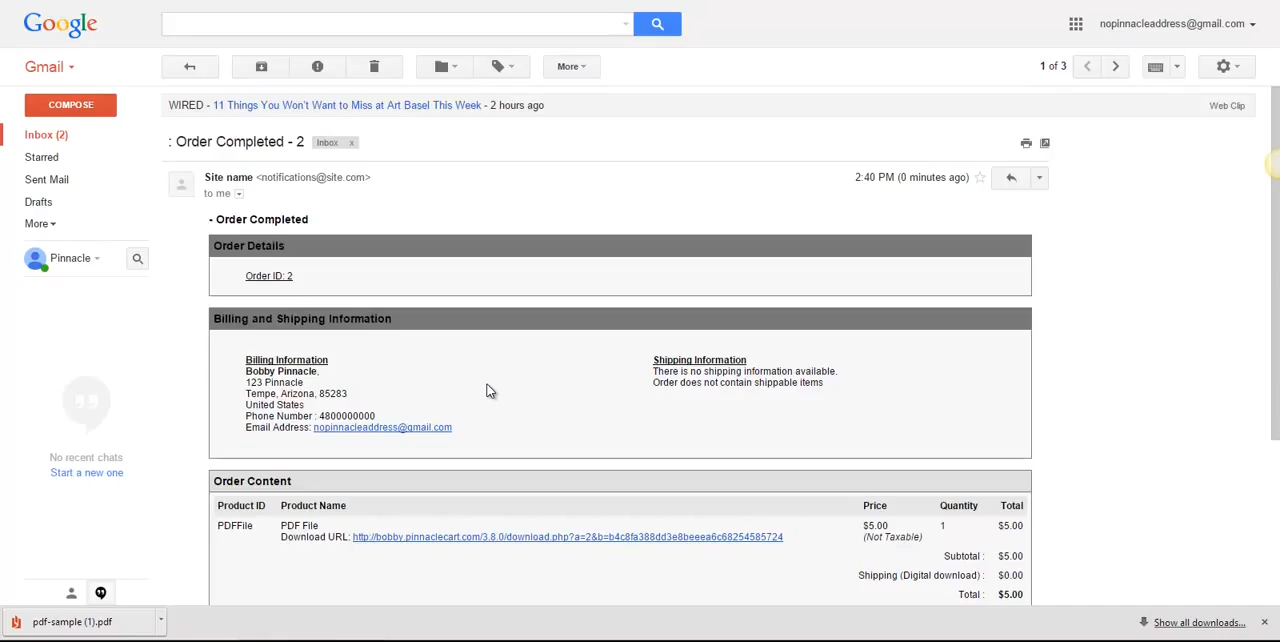 Google
nopinnacleaddress@gmail.com
Gmail
More
1 of 3
COMPOSE
WIRED - 11 Things You Won't Want to Miss at Art Basel This Week - 2 hours ago
Web Clip
Inbox (2)
Starred
Sent Mail
Drafts
More
Pinnacle
No recent chats
Start a new one
: Order Completed - 2 Inbox x
Site name <notifications@site.com>
2:40 PM (0 minutes ago)
to me
- Order Completed
Order Details
Order ID: 2
Billing and Shipping Information
Billing Information
Bobby Pinnacle,
123 Pinnacle
Tempe, Arizona, 85283
United States
Phone Number : 4800000000
Email Address: nopinnacleaddress@gmail.com
Shipping Information
There is no shipping information available.
Order does not contain shippable items
Order Content
Product ID Product Name Price Quantity Total
PDFFile PDF File $5.00 1 $5.00
Download URL: http://bobby.pinnaclecart.com/3.8.0/download.php?a=2&b=b4c8fa388dd3e8beeea6c68254585724 (Not Taxable)
Subtotal : $5.00
Shipping (Digital download) : $0.00
Total : $5.00
pdf-sample (1).pdf
Show all downloads...